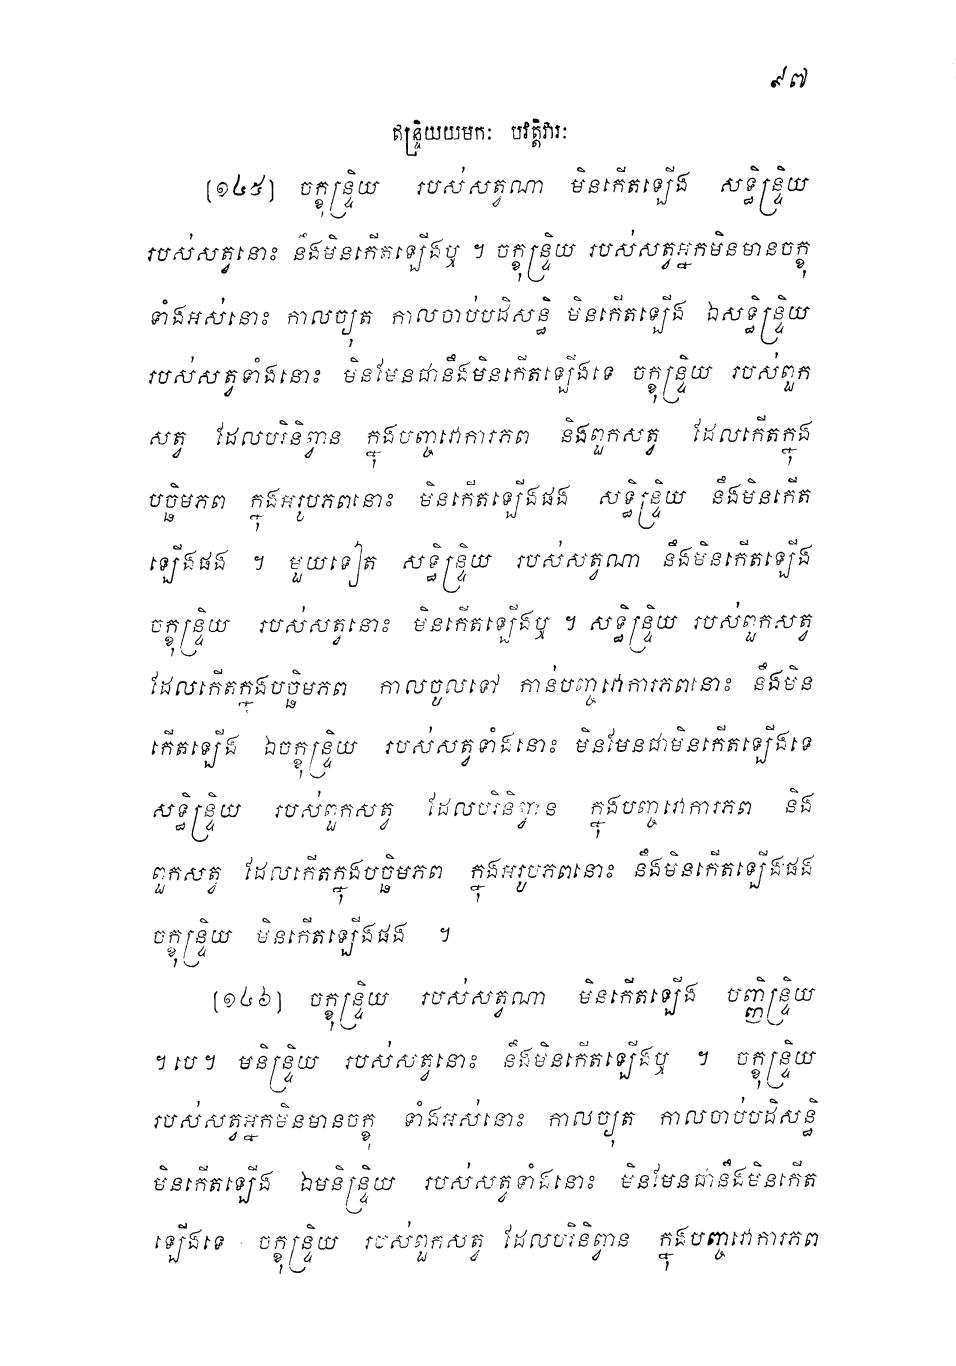 ៩៧
ឥន្ទ្រិយយមកៈ បវត្តិវារៈ
[១៤៥] ចក្ខុន្ទ្រិយ របស់សត្វណា មិនកើតឡើង សទ្ធិន្ទ្រិយ
របស់សត្វនោះ នឹងមិនកើតឡើងឬ ។ ចក្ខុន្ទ្រិយ របស់សត្វអ្នកមិនមានចក្ខុ
ទាំងអស់នោះ កាលច្យុត កាលចាប់បដិសន្ធិ មិនកើតឡើង ឯសទ្ធិន្ទ្រិយ
របស់សត្វទាំងនោះ មិនមែនជានឹងមិនកើតឡើងទេ ចក្ខុន្ទ្រិយ របស់ពួក
សត្វ ដែលបរិនិព្វាន ក្នុងបញ្ចវោការភព និងពួកសត្វ ដែលកើតក្នុង
បច្ឆិមភព ក្នុងអរូបភពនោះ មិនកើតឡើងផង សទ្ធិន្ទ្រិយ នឹងមិនកើត
ឡើងផង ។ មួយទៀត សទ្ធិន្ទ្រិយ របស់សត្វណា នឹងមិនកើតឡើង
ចក្ខុន្ទ្រិយ របស់សត្វនោះ មិនកើតឡើងឬ ។ សទ្ធិន្ទ្រិយ របស់ពួកសត្វ
ដែលកើតក្នុងបច្ឆិមភព កាលចូលទៅ កាន់បញ្ចវោការភពនោះ នឹងមិន
កើតឡើង ឯចក្ខុន្ទ្រិយ របស់សត្វទាំងនោះ មិនមែនជាមិនកើតឡើងទេ
សទ្ធិន្ទ្រិយ របស់ពួកសត្វ ដែលបរិនិព្វាន ក្នុងបញ្ចវោការភព និង
ពួកសត្វ ដែលកើតក្នុងបច្ឆិមភព ក្នុងអរូបភពនោះ នឹងមិនកើតឡើងផង
ចក្ខុន្ទ្រិយ មិនកើតឡើងផង ។
[១៤៦] ចក្ខុន្ទ្រិយ របស់សត្វណា មិនកើតឡើង បញ្ញិន្ទ្រិយ
។ បេ ។ មនិន្ទ្រិយ របស់សត្វនោះ នឹងមិនកើតឡើងឬ ។ ចក្ខុន្ទ្រិយ
របស់សត្វអ្នកមិនមានចក្ខុ ទាំងអស់នោះ កាលច្យុត កាលចាប់បដិសន្ធិ
មិនកើតឡើង ឯមនិន្ទ្រិយ របស់សត្វទាំងនោះ មិនមែនជានឹងមិនកើត
ឡើងទេ ចក្ខុន្ទ្រិយ របស់ពួកសត្វ ដែលបរិនិព្វាន ក្នុងបញ្ចវោការភព